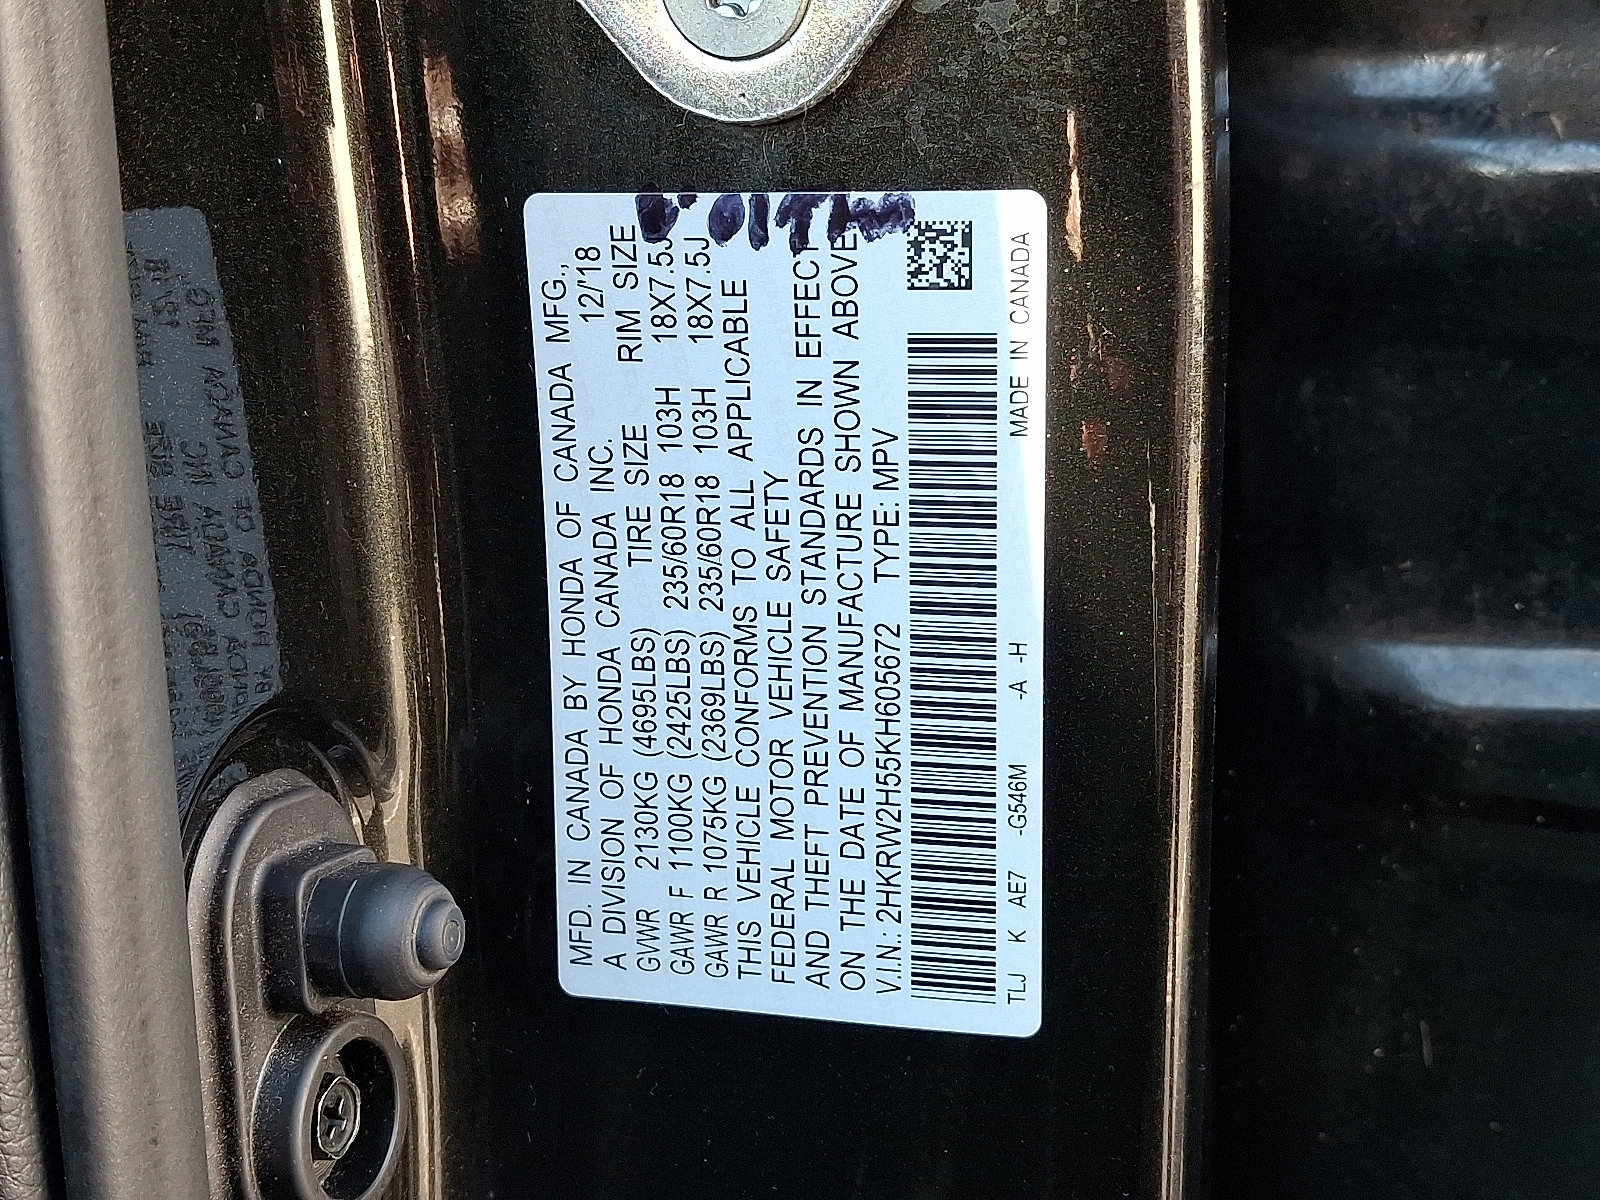 MFD. IN CANADA BY HONDA OF CANADA MFG.,
A DIVISION OF HONDA CANADA INC. 12/'18
GVWR 2130KG (4695LBS) TIRE SIZE RIM SIZE
GAWR F 1100KG (2425LBS) 235/60R18 103H 18X7.5J
GAWR R 1075KG (2369LBS) 235/60R18 103H 18X7.5J
THIS VEHICLE CONFORMS TO ALL APPLICABLE
FEDERAL MOTOR VEHICLE SAFETY
AND THEFT PREVENTION STANDARDS IN EFFECT
ON THE DATE OF MANUFACTURE SHOWN ABOVE
V.I.N.: 2HKRW2H55KH605672 TYPE: MPV
TLJ K AE7 -G546M -A -H MADE IN CANADA